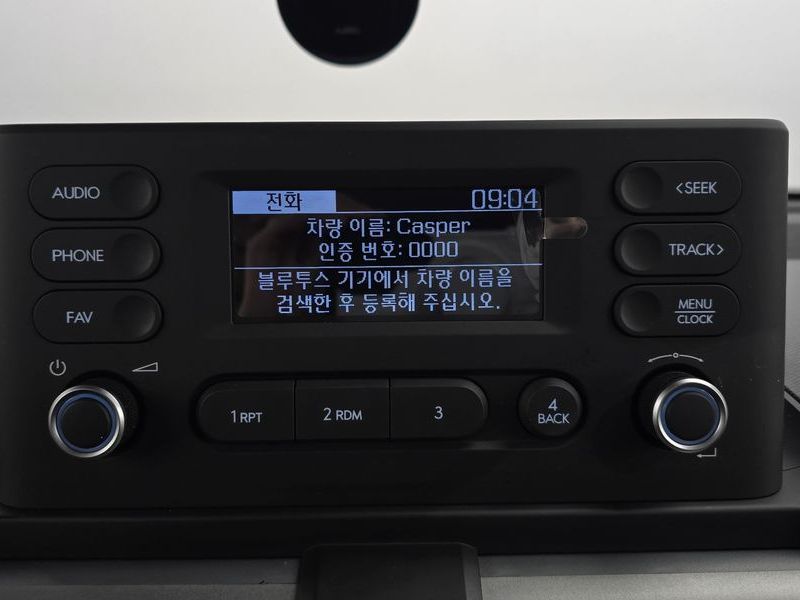 AUDIO
전화 09:04
차량 이름: Casper
인증 번호: 0000
블루투스 기기에서 차량 이름을
검색한 후 등록해 주십시오.
PHONE
FAV
<SEEK
TRACK>
MENU
CLOCK
1 RPT
2 RDM
3
4
BACK